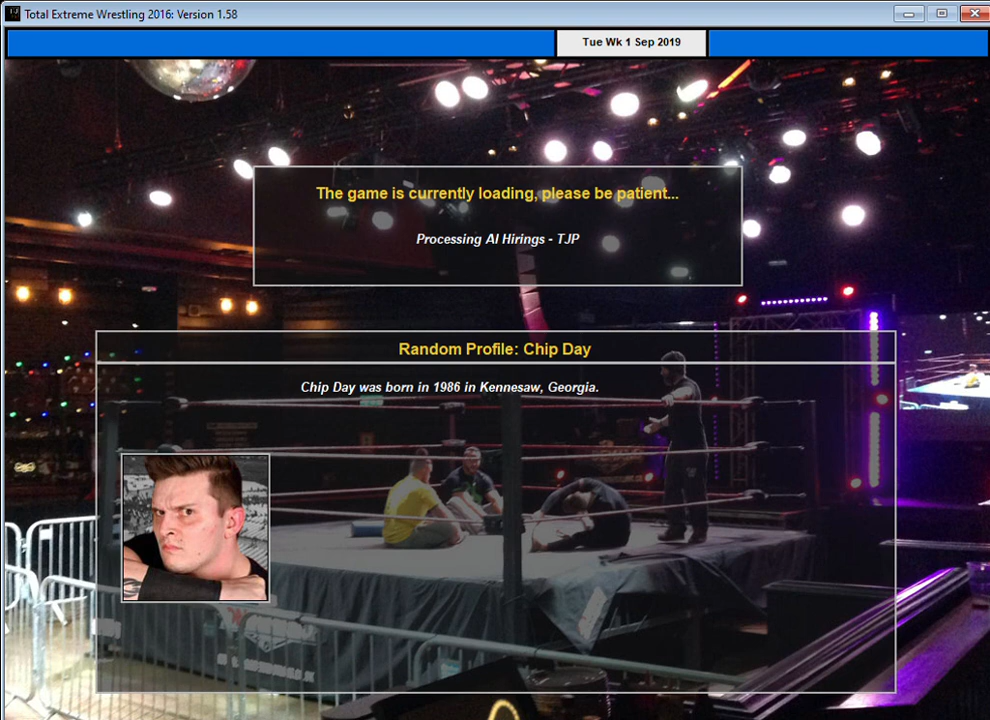 Total Extreme Wrestling 2016: Version 1.58
Tue Wk 1 Sep 2019
The game is currently loading, please be patient...
Processing AI Hirings - TJP
Random Profile: Chip Day
Chip Day was born in 1986 in Kennesaw, Georgia.